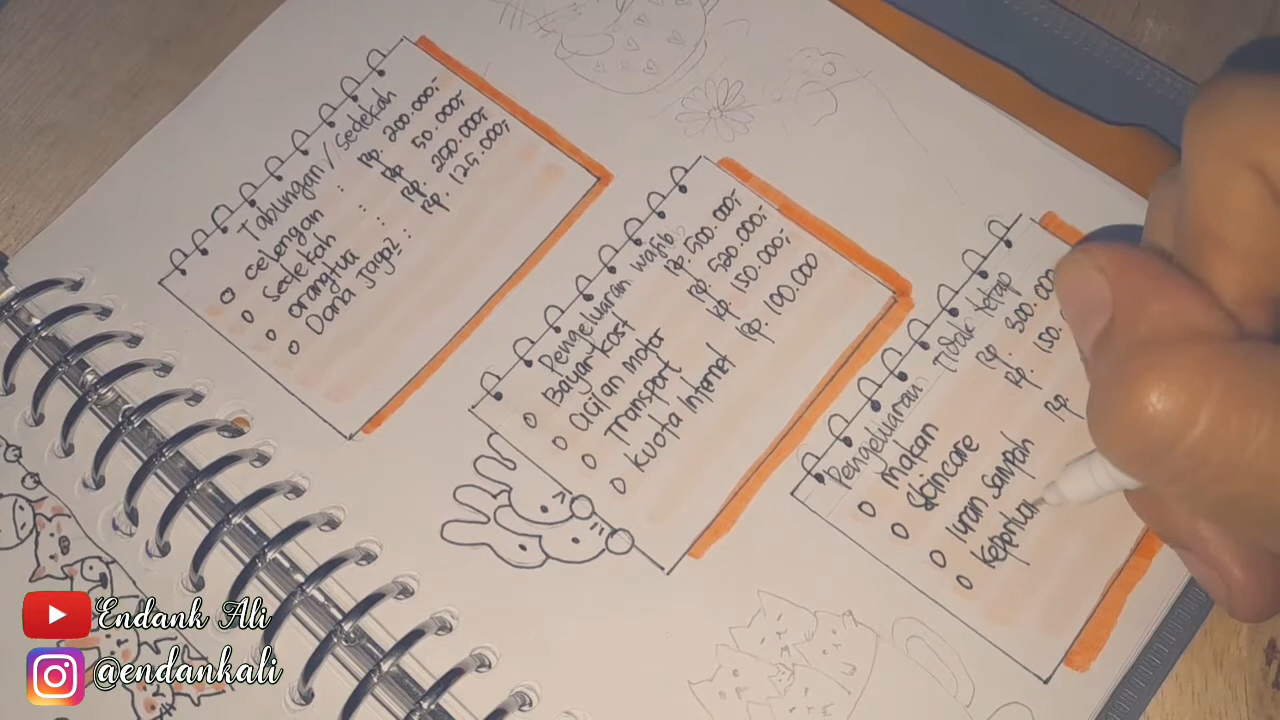 Tabungan / Sedekah
celengan : Rp. 200.000,-
Sedekah : Rp 50.000,-
orangtua : Rp. 200.000,-
Dana Jaga² : Rp. 125.000,-
Pengeluaran wajib
Bayar Kost Rp. 500.000,-
Cicilan motor Rp. 520.000,-
Transport Rp. 150.000,-
Kuota Internet Rp. 100.000
Pengeluaran Tidak tetap
Makan Rp 300.000
Skincare Rp. 150.
Iuran Sampah Rp.
Keperlua
Endank Ali
@endankali